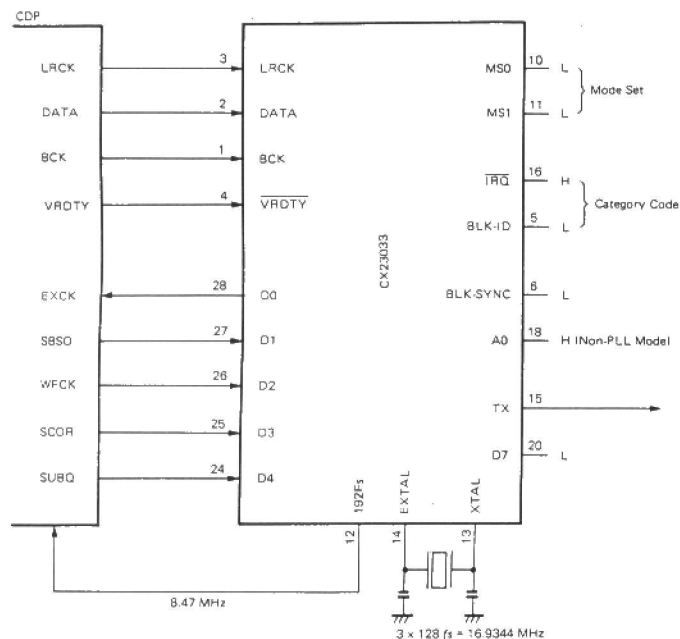 CDP
LRCK 3 LRCK MS0 10 L
Mode Set
DATA 2 DATA MS1 11 L
BCK 1 BCK
IRQ 16 H
VRDTY 4 VRDTY Category Code
BLK-ID 5 L
CX23033
EXCK 28 D0 BLK-SYNC 6 L
SBSO 27 D1 A0 18 H (Non-PLL Model)
WFCK 26 D2
TX 15
SCOR 25 D3
D7 20 L
SUBQ 24 D4
192Fs EXTAL XTAL
12 14 13
8.47 MHz
3 x 128 fs = 16.9344 MHz